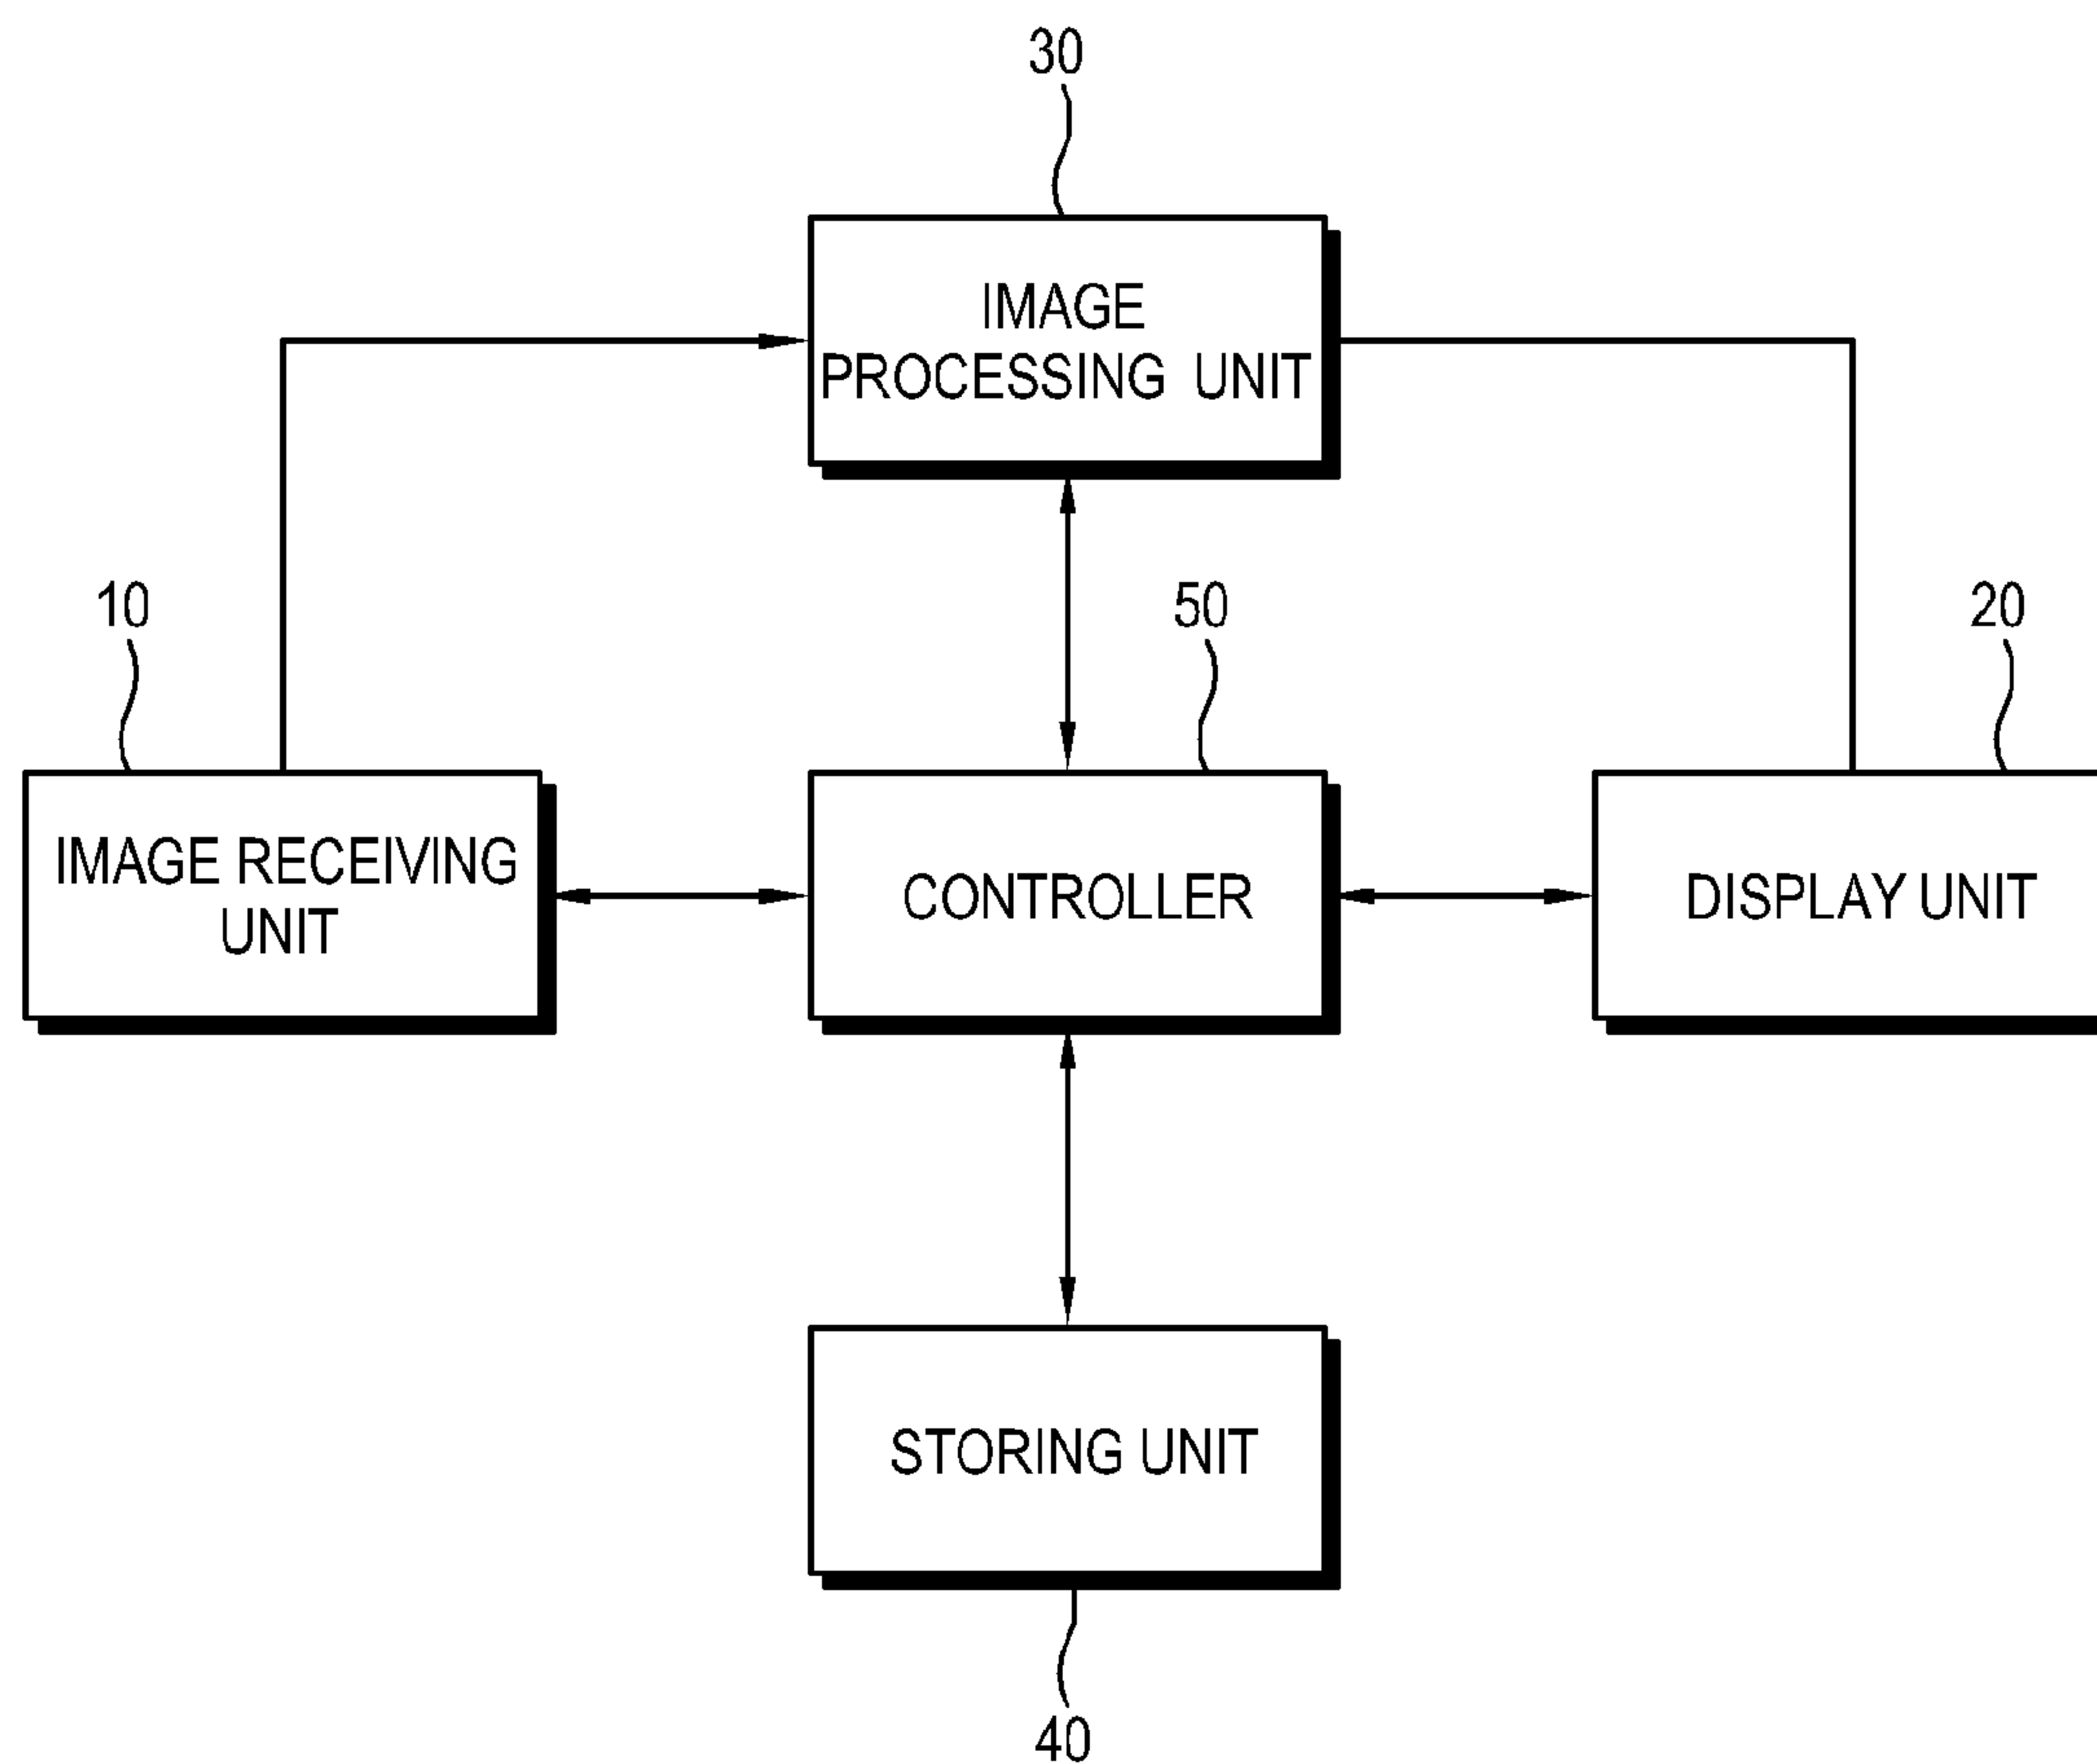 30
IMAGE
PROCESSING UNIT
10
50
20
IMAGE RECEIVING
UNIT
CONTROLLER
DISPLAY UNIT
STORING UNIT
40